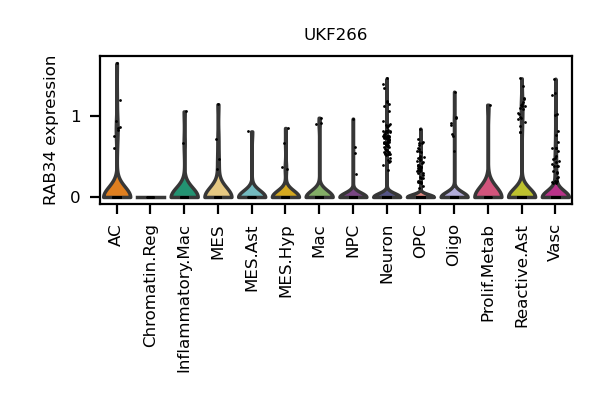 UKF266
RAB34 expression
1
0
AC
Chromatin.Reg
Inflammatory.Mac
MES
MES.Ast
MES.Hyp
Mac
NPC
Neuron
OPC
Oligo
Prolif.Metab
Reactive.Ast
Vasc